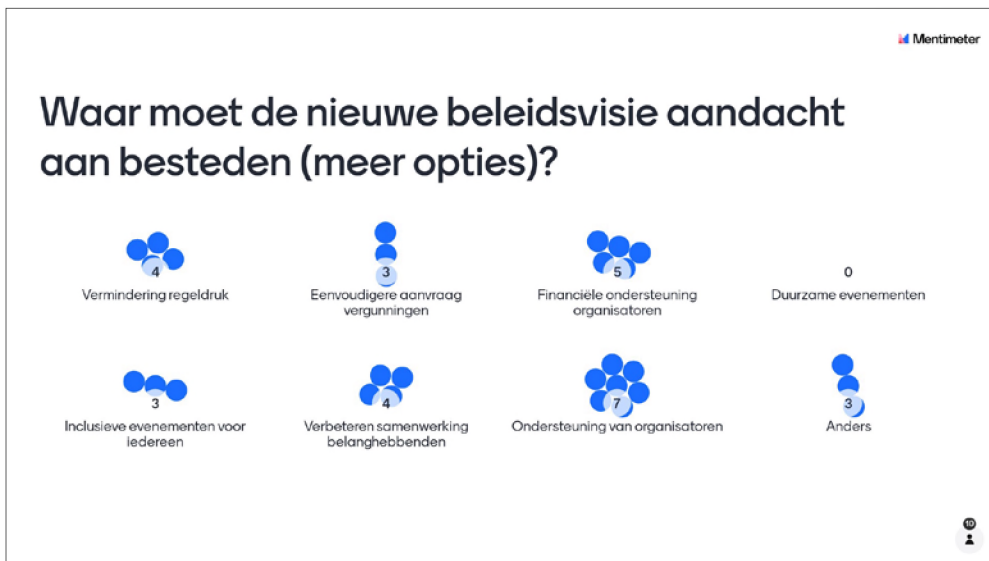 Mentimeter
Waar moet de nieuwe beleidsvisie aandacht
aan besteden (meer opties)?
4
Vermindering regeldruk
3
Eenvoudigere aanvraag
vergunningen
5
Financiële ondersteuning
organisatoren
0
Duurzame evenementen
3
Inclusieve evenementen voor
iedereen
4
Verbeteren samenwerking
belanghebbenden
7
Ondersteuning van organisatoren
3
Anders
10